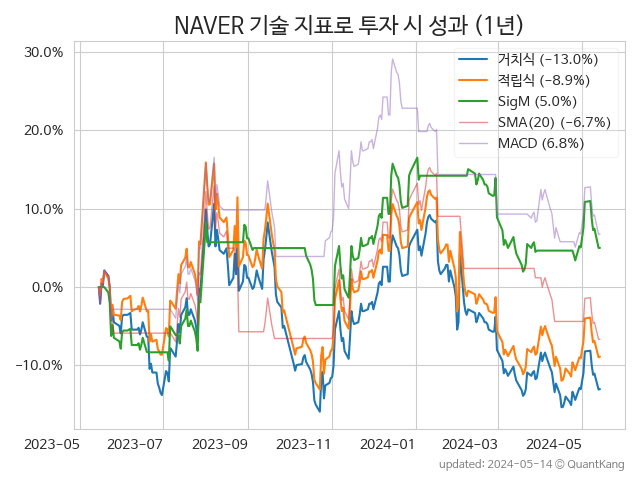 NAVER 기술 지표로 투자 시 성과 (1년)
30.0%
20.0%
10.0%
0.0%
−10.0%
거치식 (−13.0%)
적립식 (−8.9%)
SigM (5.0%)
SMA(20) (−6.7%)
MACD (6.8%)
2023−05 2023−07 2023−09 2023−11 2024−01 2024−03 2024−05
updated: 2024−05−14 © QuantKang